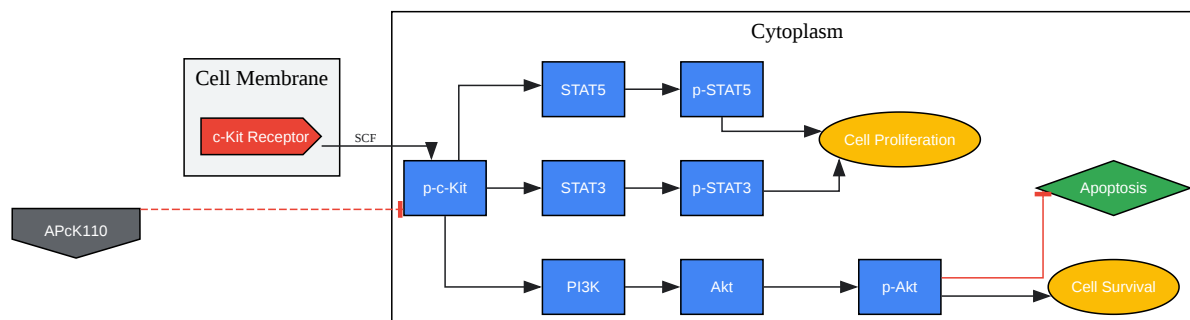 Cytoplasm
Cell Membrane
c-Kit Receptor
SCF
STAT5
p-STAT5
Cell Proliferation
p-c-Kit
STAT3
p-STAT3
Apoptosis
APcK110
PI3K
Akt
p-Akt
Cell Survival